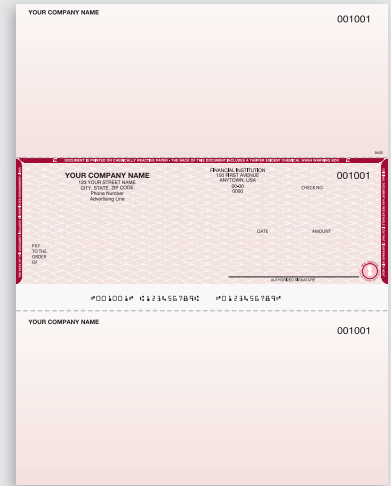 YOUR COMPANY NAME
001001
DOCUMENT IS PRINTED ON CHEMICALLY REACTIVE PAPER • THE BACK OF THIS DOCUMENT INCLUDES A TAMPER EVIDENT CHEMICAL WASH WARNING BOX
YOUR COMPANY NAME
123 YOUR STREET NAME
CITY, STATE, ZIP CODE
Phone Number
Advertising Line
FINANCIAL INSTITUTION
100 FIRST AVENUE
ANYTOWN, USA
00-00
0000
001001
CHECK NO.
DATE
AMOUNT
PAY
TO THE
ORDER
OF
AUTHORIZED SIGNATURE
⑈001001⑈ ⑆123456789⑆ ⑈0123456789⑈
YOUR COMPANY NAME
001001